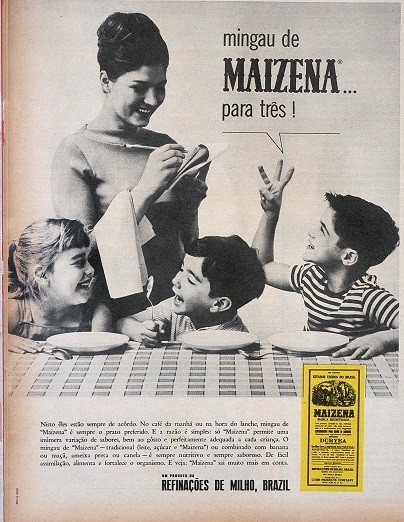 mingau de
MAIZENA®...
para três !
MAIZENA
DURYEA
Nisto êles estão sempre de acôrdo. No café da manhã ou na hora do lanche, mingau de
"Maizena" é sempre o prato preferido. E a razão é simples: só "Maizena" permite uma
inúmera variação de sabores, bem ao gôsto e perfeitamente adequada a cada criança. O
mingau de "Maizena" — tradicional (leite, açúcar e "Maizena") ou combinado com banana
ou maçã, ameixa preta ou canela — é sempre nutritivo e sempre saboroso. De fácil
assimilação, alimenta e fortalece o organismo. E veja: "Maizena" sai muito mais em conta.
UM PRODUTO DA
REFINAÇÕES DE MILHO, BRAZIL